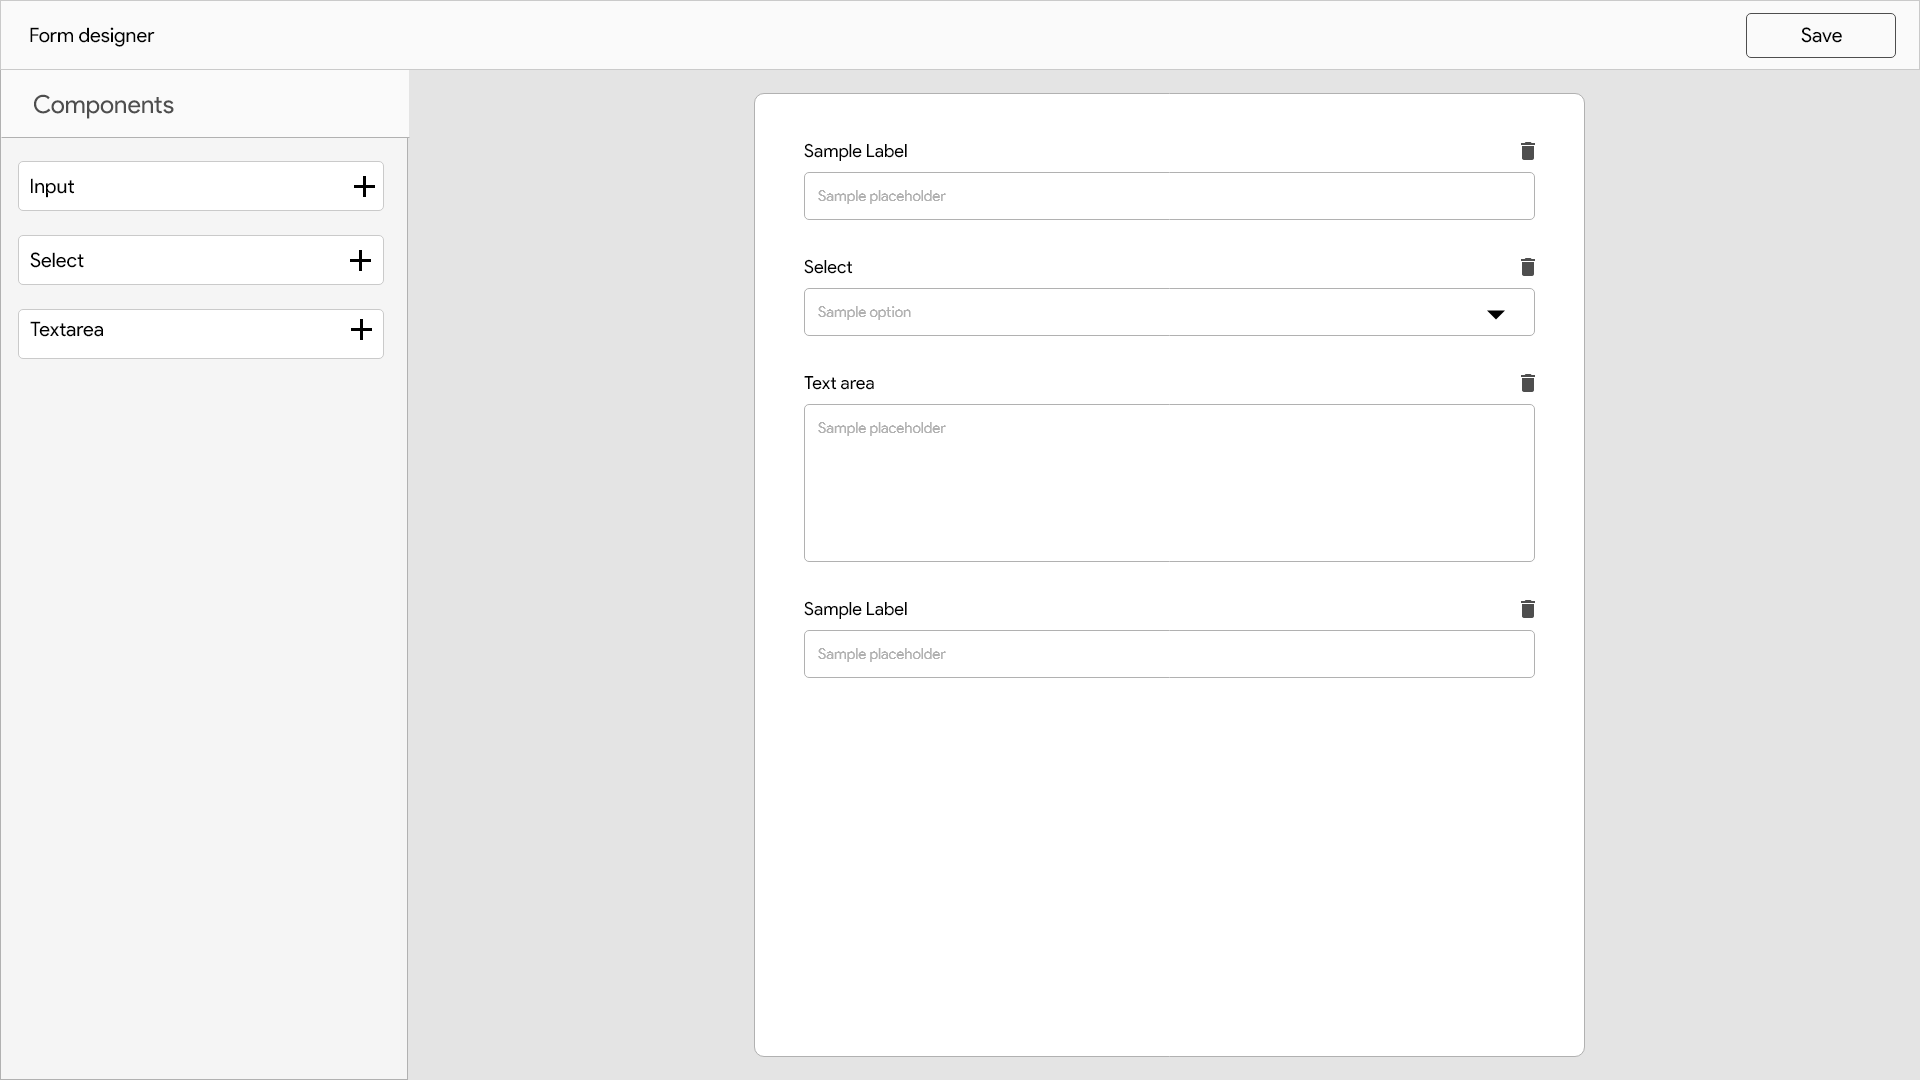 Form designer
Save
Components
Input
Select
Textarea
Sample Label
Sample placeholder
Select
Sample option
Text area
Sample placeholder
Sample Label
Sample placeholder